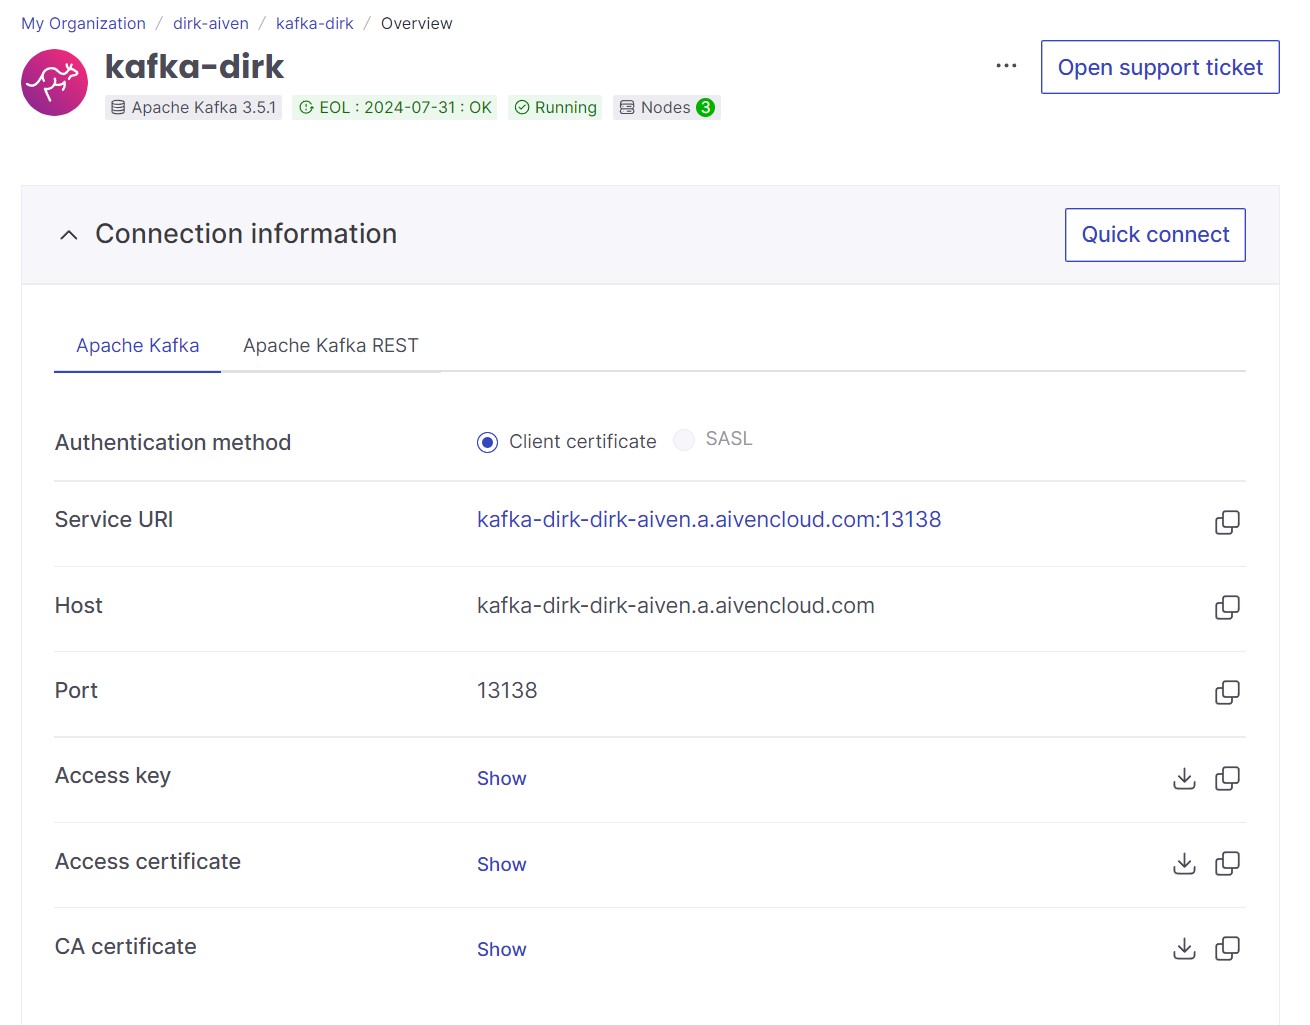 My Organization / dirk-aiven / kafka-dirk / Overview
kafka-dirk
Open support ticket
Apache Kafka 3.5.1 EOL : 2024-07-31 : OK Running Nodes 3
Connection information
Quick connect
Apache Kafka Apache Kafka REST
Authentication method Client certificate SASL
Service URI kafka-dirk-dirk-aiven.a.aivencloud.com:13138
Host kafka-dirk-dirk-aiven.a.aivencloud.com
Port 13138
Access key Show
Access certificate Show
CA certificate Show